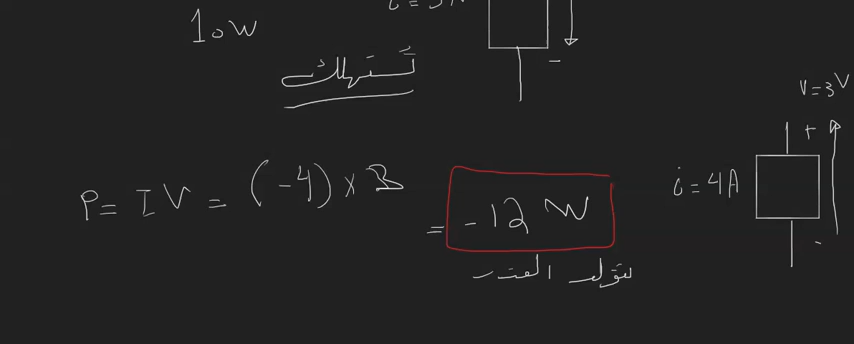 10W
تستهلك
V=3V
+
-
i=4A
P= IV = (-4) × 3
= -12 W
تولد القدرة